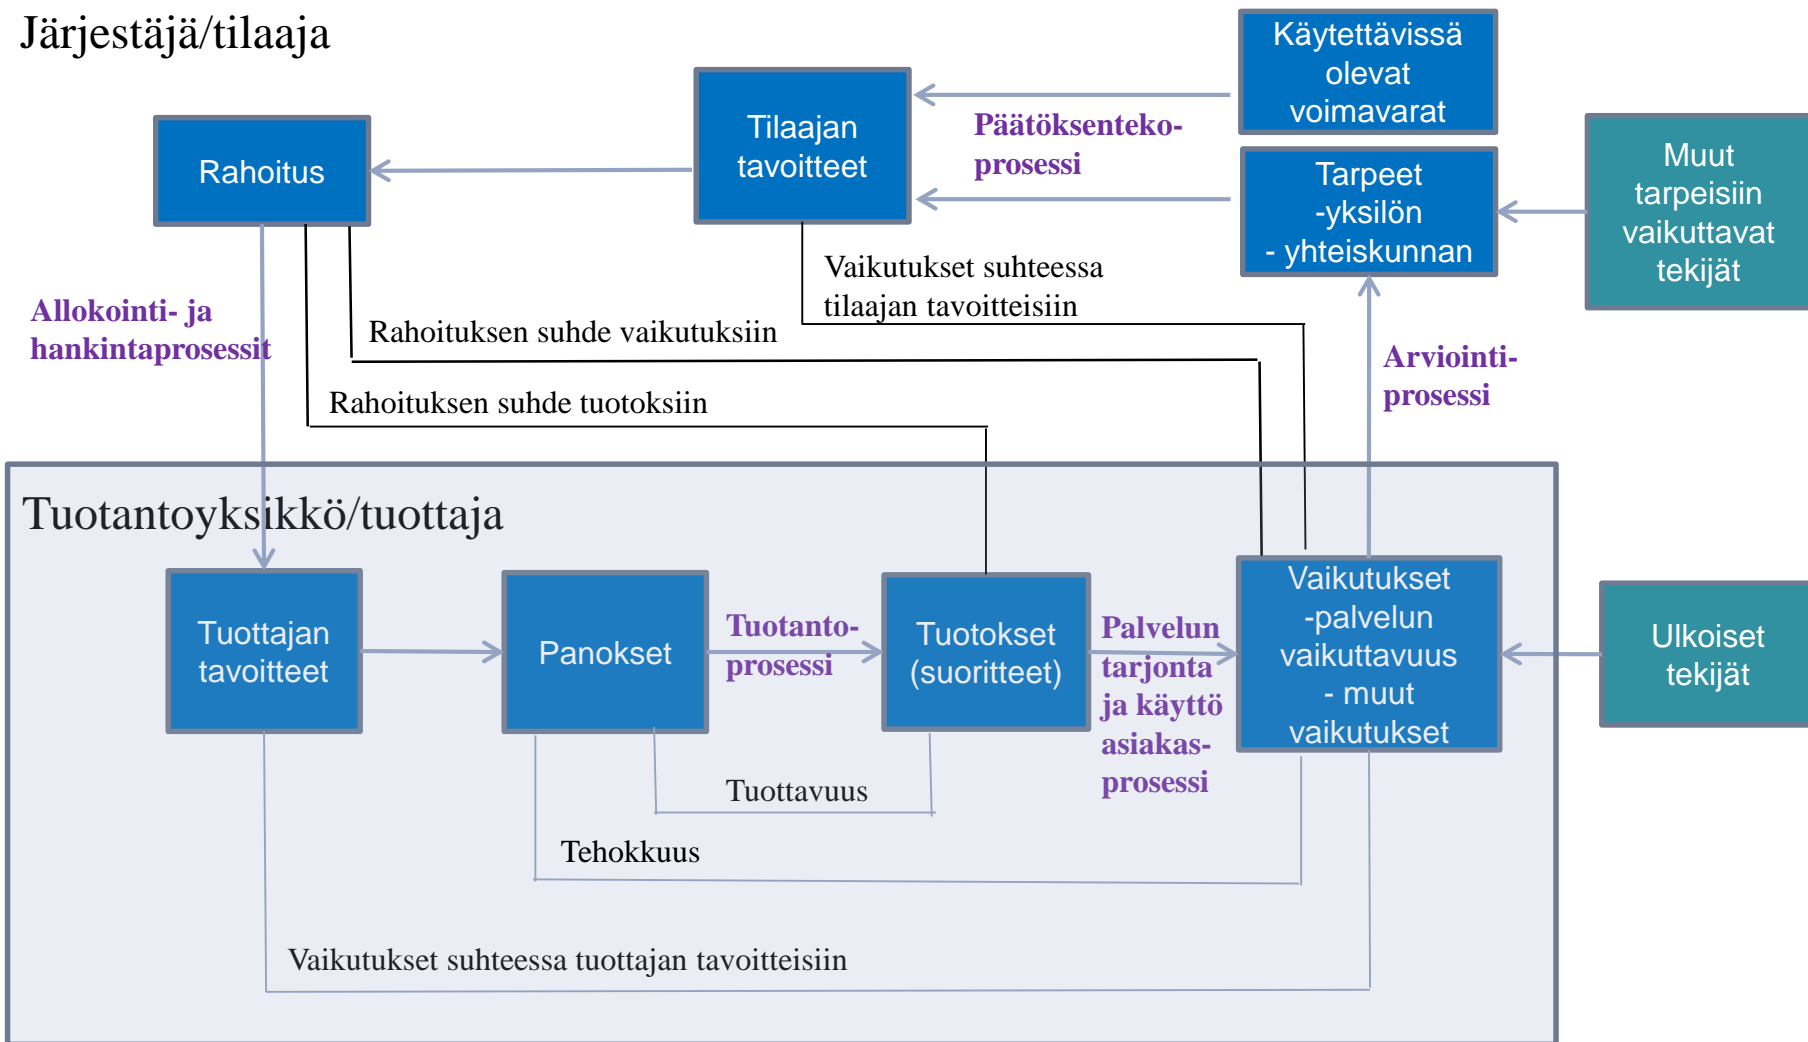 Järjestäjä/tilaaja
Käytettävissä
olevat
voimavarat
Tilaajan
tavoitteet
Päätöksenteko-
prosessi
Rahoitus
Tarpeet
-yksilön
- yhteiskunnan
Muut
tarpeisiin
vaikuttavat
tekijät
Vaikutukset suhteessa
tilaajan tavoitteisiin
Allokointi- ja
hankintaprosessit
Rahoituksen suhde vaikutuksiin
Arviointi-
prosessi
Rahoituksen suhde tuotoksiin
Tuotantoyksikkö/tuottaja
Tuottajan
tavoitteet
Panokset
Tuotanto-
prosessi
Tuotokset
(suoritteet)
Palvelun
tarjonta
ja käyttö
asiakas-
prosessi
Vaikutukset
-palvelun
vaikuttavuus
- muut
vaikutukset
Ulkoiset
tekijät
Tuottavuus
Tehokkuus
Vaikutukset suhteessa tuottajan tavoitteisiin